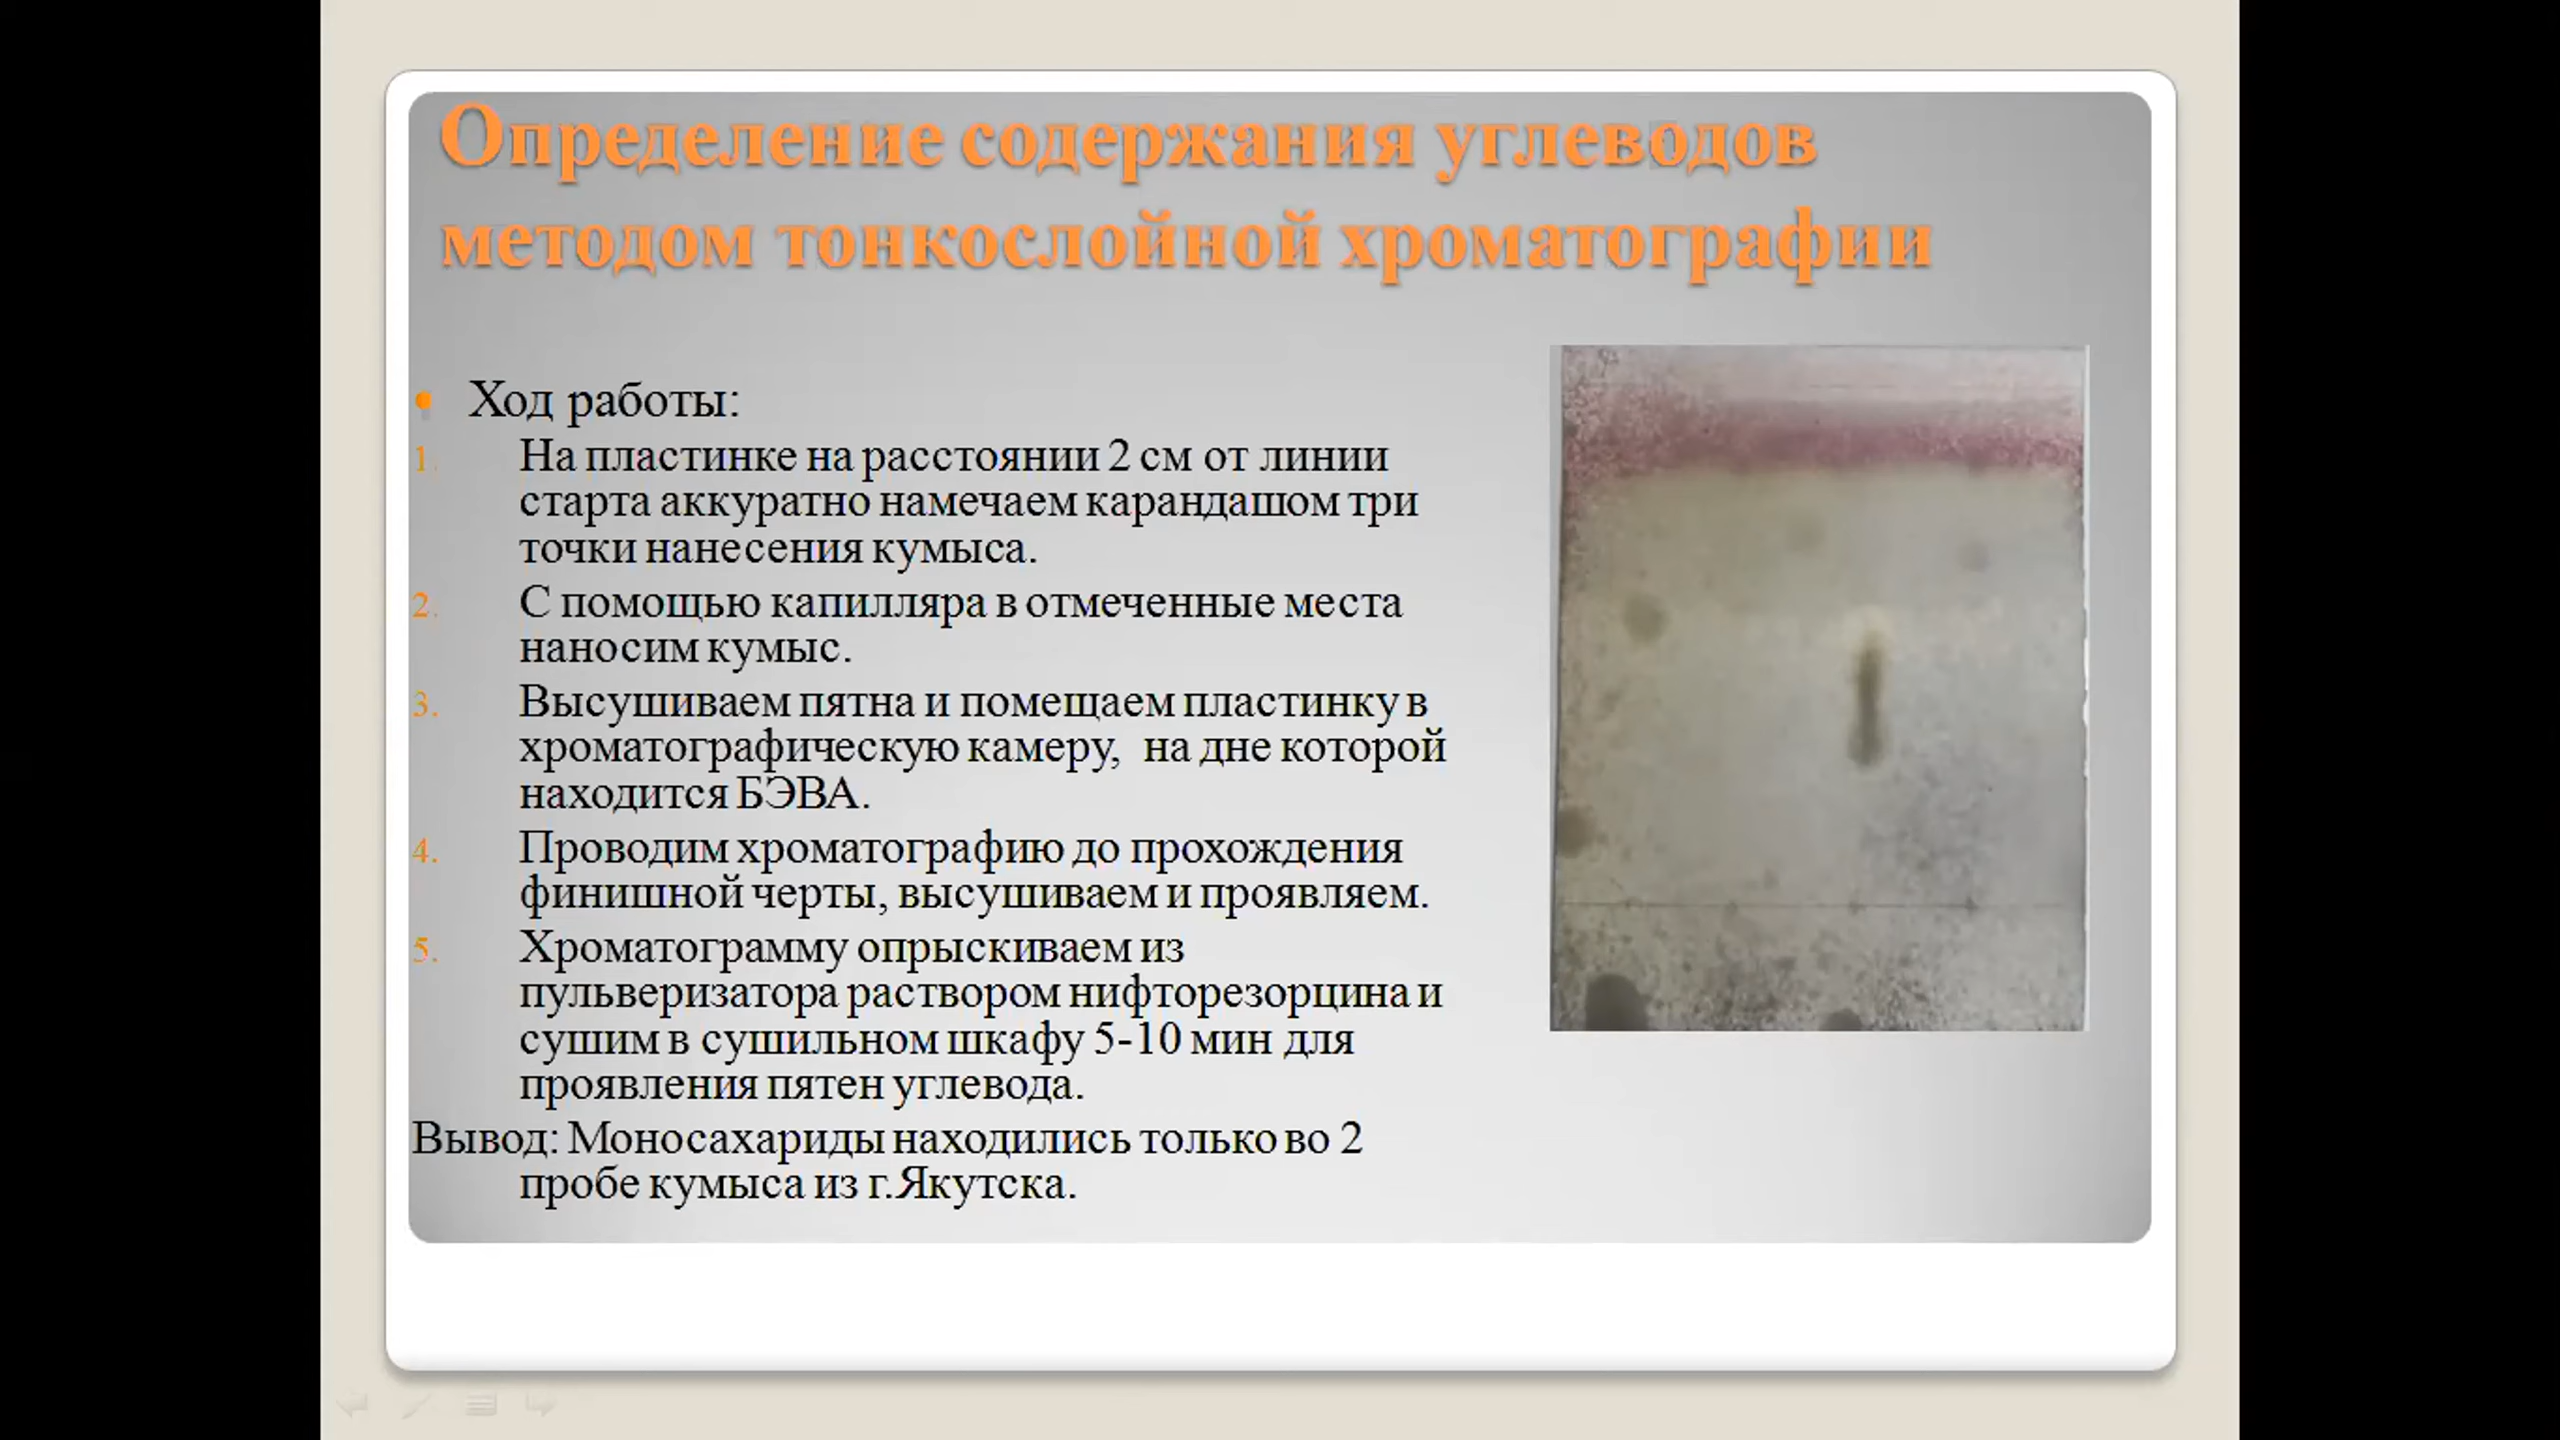 Определение содержания углеводов
методом тонкослойной хроматографии
Ход работы:
1. На пластинке на расстоянии 2 см от линии
старта аккуратно намечаем карандашом три
точки нанесения кумыса.
2. С помощью капилляра в отмеченные места
наносим кумыс.
3. Высушиваем пятна и помещаем пластинку в
хроматографическую камеру, на дне которой
находится БЭВА.
4. Проводим хроматографию до прохождения
финишной черты, высушиваем и проявляем.
5. Хроматограмму опрыскиваем из
пульверизатора раствором нифторезорцина и
сушим в сушильном шкафу 5-10 мин для
проявления пятен углевода.
Вывод: Моносахариды находились только во 2
пробе кумыса из г.Якутска.